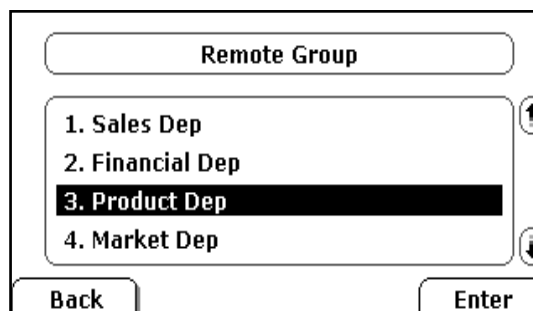 Remote Group
1. Sales Dep
2. Financial Dep
3. Product Dep
4. Market Dep
Back Enter